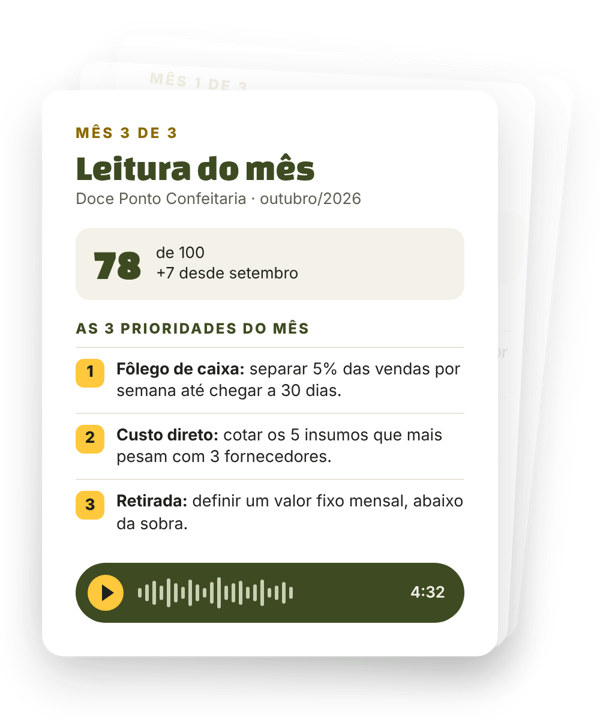 MÊS 1 DE 3
MÊS 3 DE 3
Leitura do mês
Doce Ponto Confeitaria · outubro/2026
78
de 100
+7 desde setembro
AS 3 PRIORIDADES DO MÊS
1 Fôlego de caixa: separar 5% das vendas por
semana até chegar a 30 dias.
2 Custo direto: cotar os 5 insumos que mais
pesam com 3 fornecedores.
3 Retirada: definir um valor fixo mensal, abaixo
da sobra.
4:32